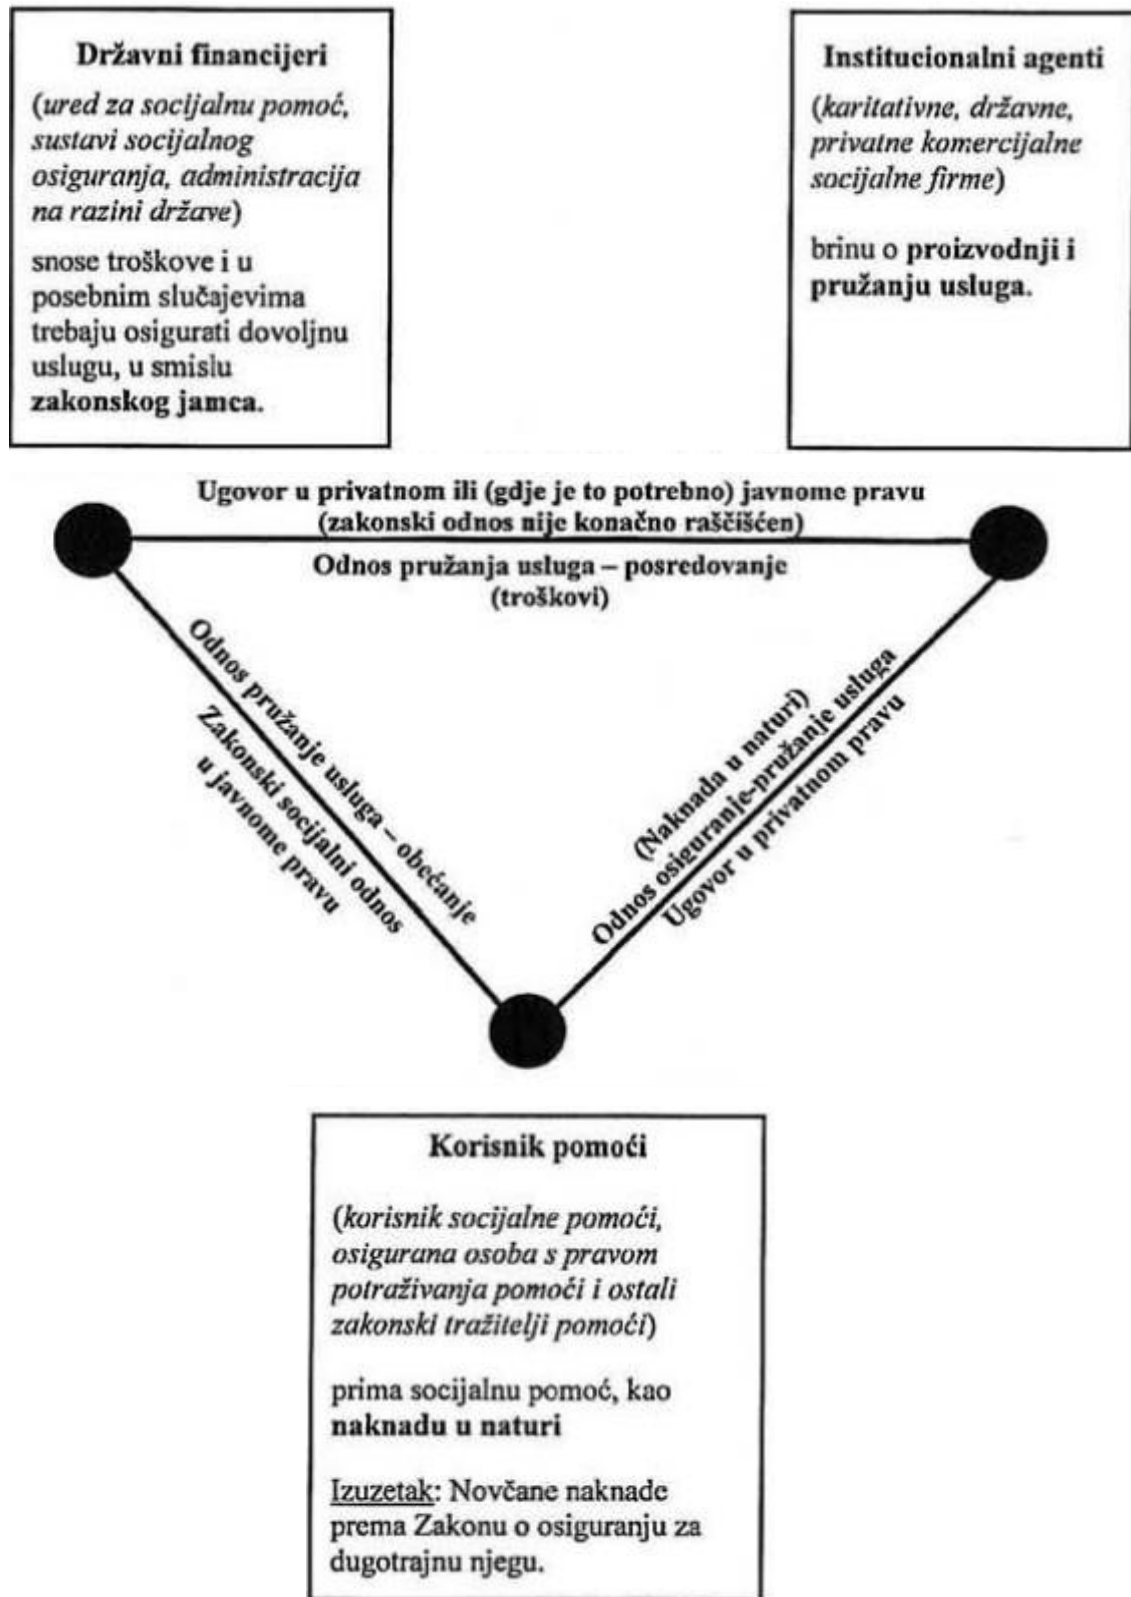 Državni financijeri
(ured za socijalnu pomoć,
sustavi socijalnog
osiguranja, administracija
na razini države)
snose troškove i u
posebnim slučajevima
trebaju osigurati dovoljnu
uslugu, u smislu
zakonskog jamca.
Institucionalni agenti
(karitativne, državne,
privatne komercijalne
socijalne firme)
brinu o proizvodnji i
pružanju usluga.
Ugovor u privatnom ili (gdje je to potrebno) javnome pravu
(zakonski odnos nije konačno raščišćen)
Odnos pružanja usluga – posredovanje
(troškovi)
Odnos pružanje usluga – obećanje
Zakonski socijalni odnos
u javnome pravu
(Naknada u naturi)
Odnos osiguranje-pružanje usluga
Ugovor u privatnom pravu
Korisnik pomoći
(korisnik socijalne pomoći,
osigurana osoba s pravom
potraživanja pomoći i ostali
zakonski tražitelji pomoći)
prima socijalnu pomoć, kao
naknadu u naturi
Izuzetak: Novčane naknade
prema Zakonu o osiguranju za
dugotrajnu njegu.